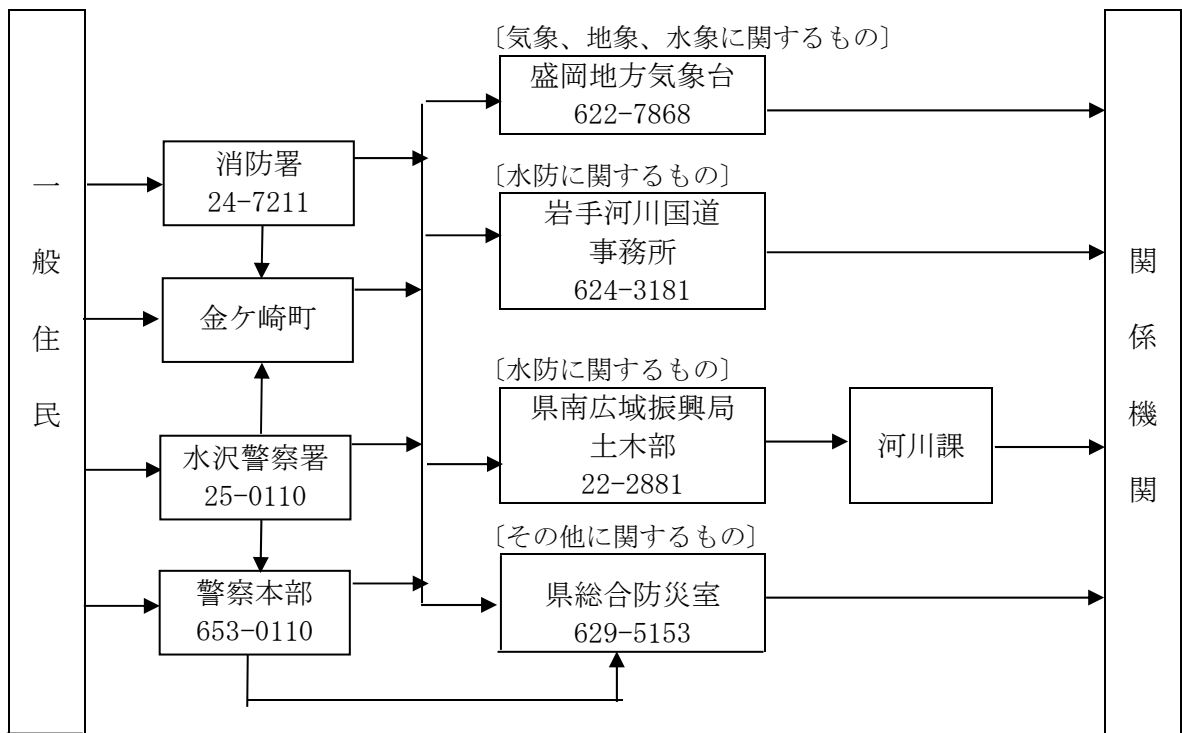 一般住民
消防署
24-7211
金ケ崎町
水沢警察署
25-0110
警察本部
653-0110
〔気象、地象、水象に関するもの〕
盛岡地方気象台
622-7868
〔水防に関するもの〕
岩手河川国道
事務所
624-3181
〔水防に関するもの〕
県南広域振興局
土木部
22-2881
河川課
〔その他に関するもの〕
県総合防災室
629-5153
関係機関